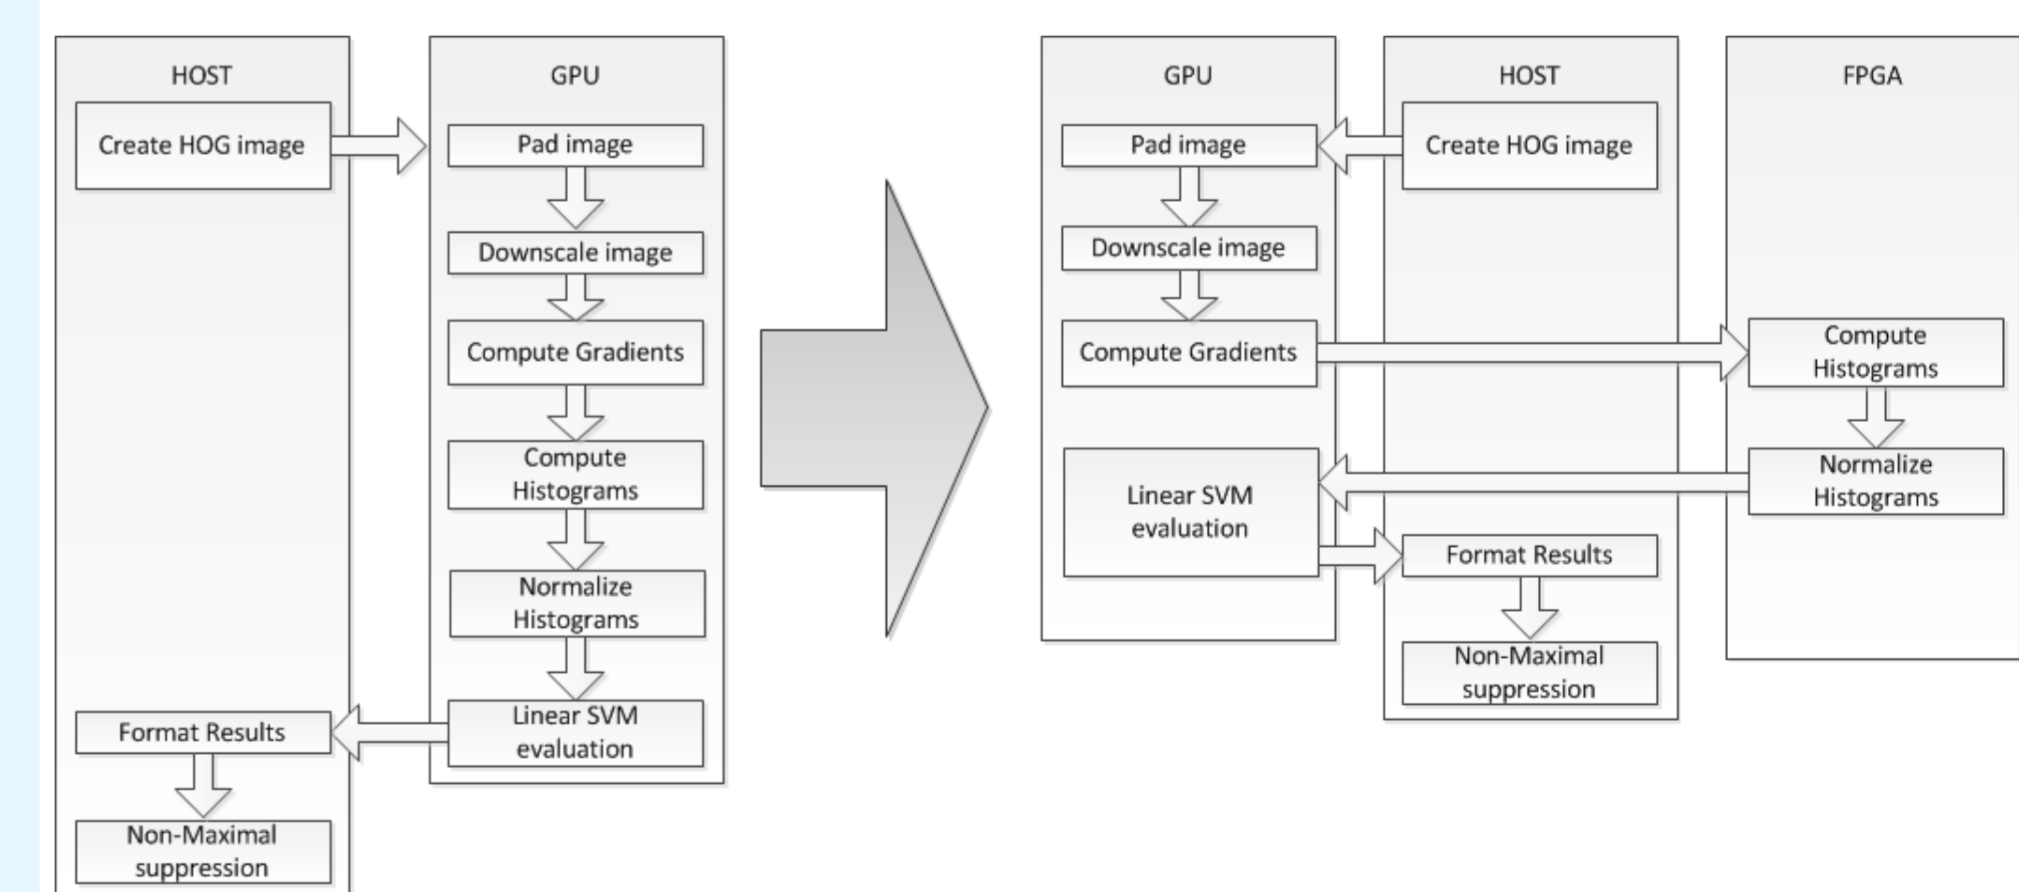 HOST
Create HOG image
Format Results
Non-Maximal
suppression
GPU
Pad image
Downscale image
Compute Gradients
Compute
Histograms
Normalize
Histograms
Linear SVM
evaluation
GPU
Pad image
Downscale image
Compute Gradients
Linear SVM
evaluation
HOST
Create HOG image
Format Results
Non-Maximal
suppression
FPGA
Compute
Histograms
Normalize
Histograms